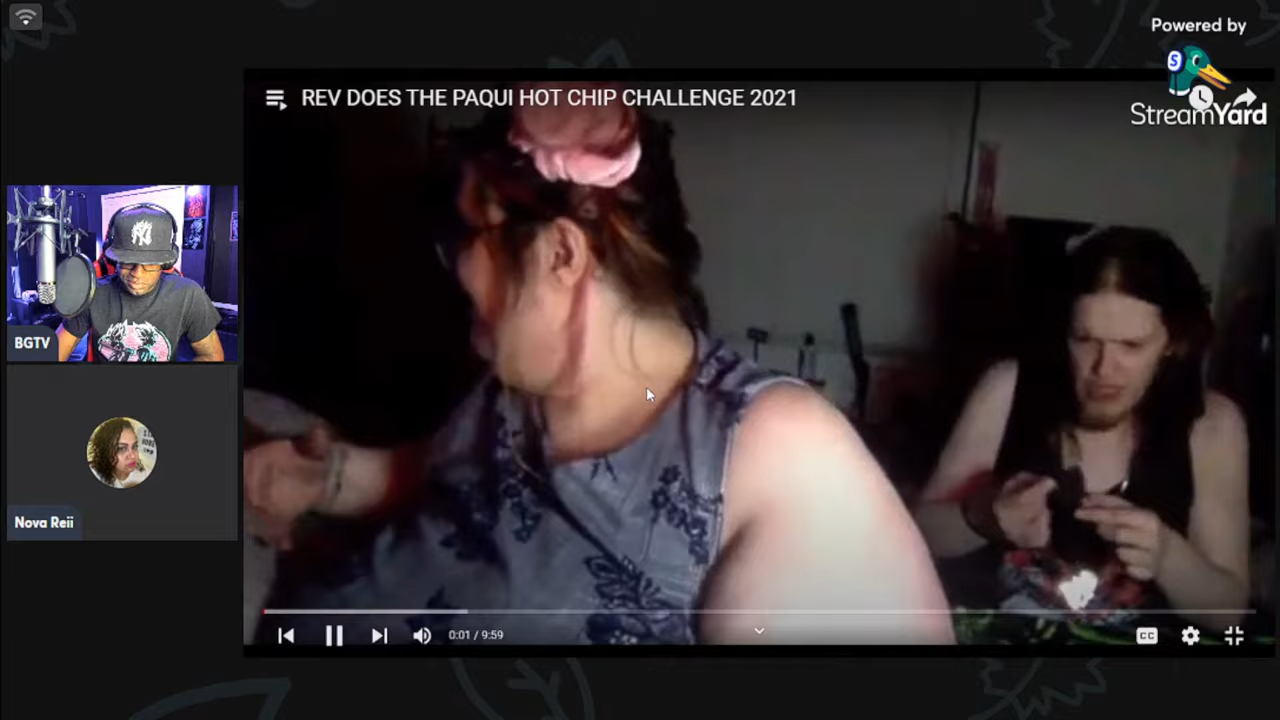 Powered by
StreamYard
REV DOES THE PAQUI HOT CHIP CHALLENGE 2021
BGTV
Nova Reii
0:01 / 9:59
CC
S
NY